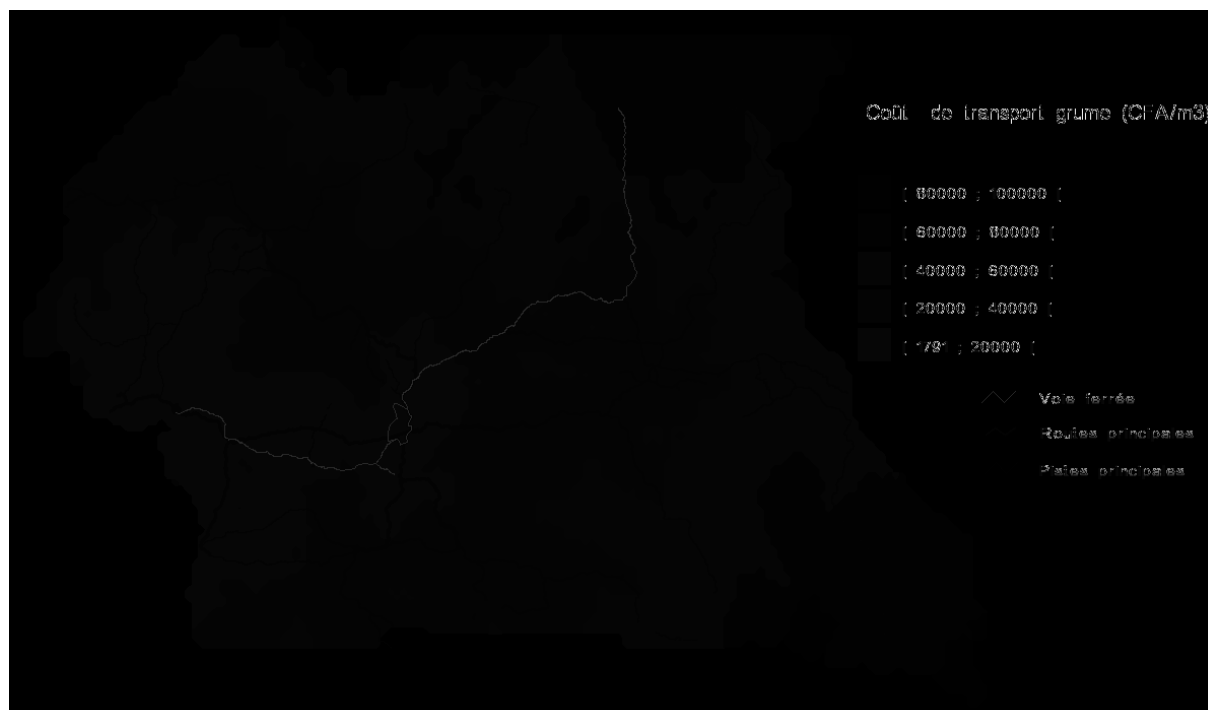 Coût de transport grume (CFA/m3)
[ 80000 ; 100000 [
[ 60000 ; 80000 [
[ 40000 ; 60000 [
[ 20000 ; 40000 [
[ 1791 ; 20000 [
Voie ferrée
Routes principales
Pistes principales